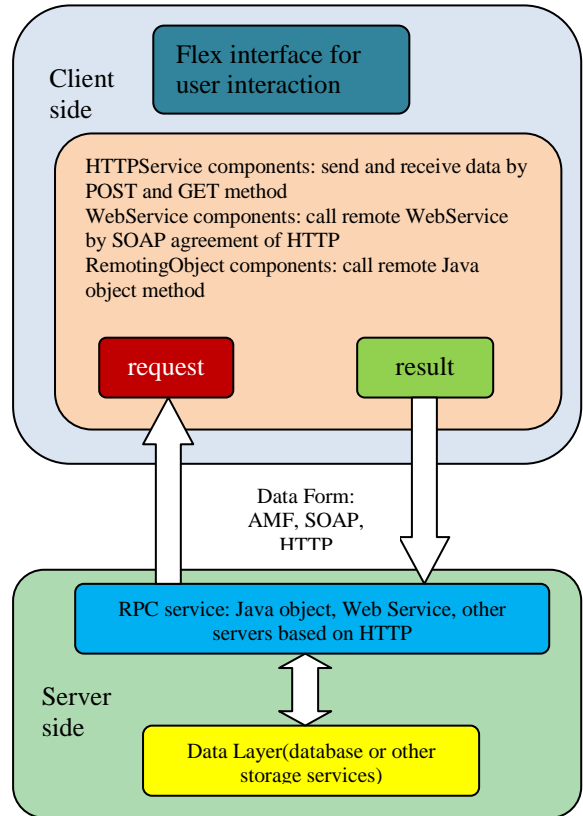 Flex interface for
user interaction
Client
side
HTTPService components: send and receive data by
POST and GET method
WebService components: call remote WebService
by SOAP agreement of HTTP
RemotingObject components: call remote Java
object method
request
result
Data Form:
AMF, SOAP,
HTTP
RPC service: Java object, Web Service, other
servers based on HTTP
Server
side
Data Layer(database or other
storage services)